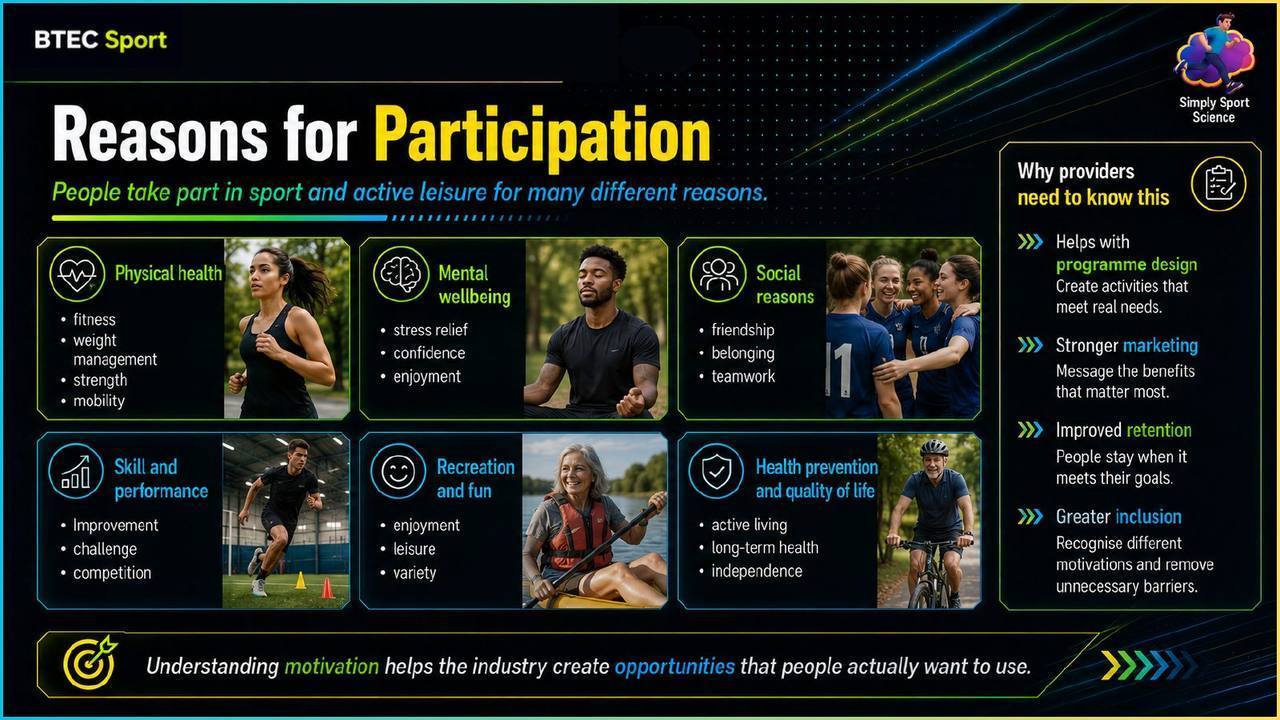 BTEC Sport
Simply Sport
Science
Reasons for Participation
People take part in sport and active leisure for many different reasons.
Physical health
• fitness
• weight
management
• strength
• mobility
Mental
wellbeing
• stress relief
• confidence
• enjoyment
Social
reasons
• friendship
• belonging
• teamwork
11
Skill and
performance
• Improvement
• challenge
• competition
Recreation
and fun
• enjoyment
• leisure
• variety
Health prevention
and quality of life
• active living
• long-term health
• independence
Why providers
need to know this
Helps with
programme design
Create activities that
meet real needs.
Stronger marketing
Message the benefits
that matter most.
Improved retention
People stay when it
meets their goals.
Greater inclusion
Recognise different
motivations and remove
unnecessary barriers.
Understanding motivation helps the industry create opportunities that people actually want to use.